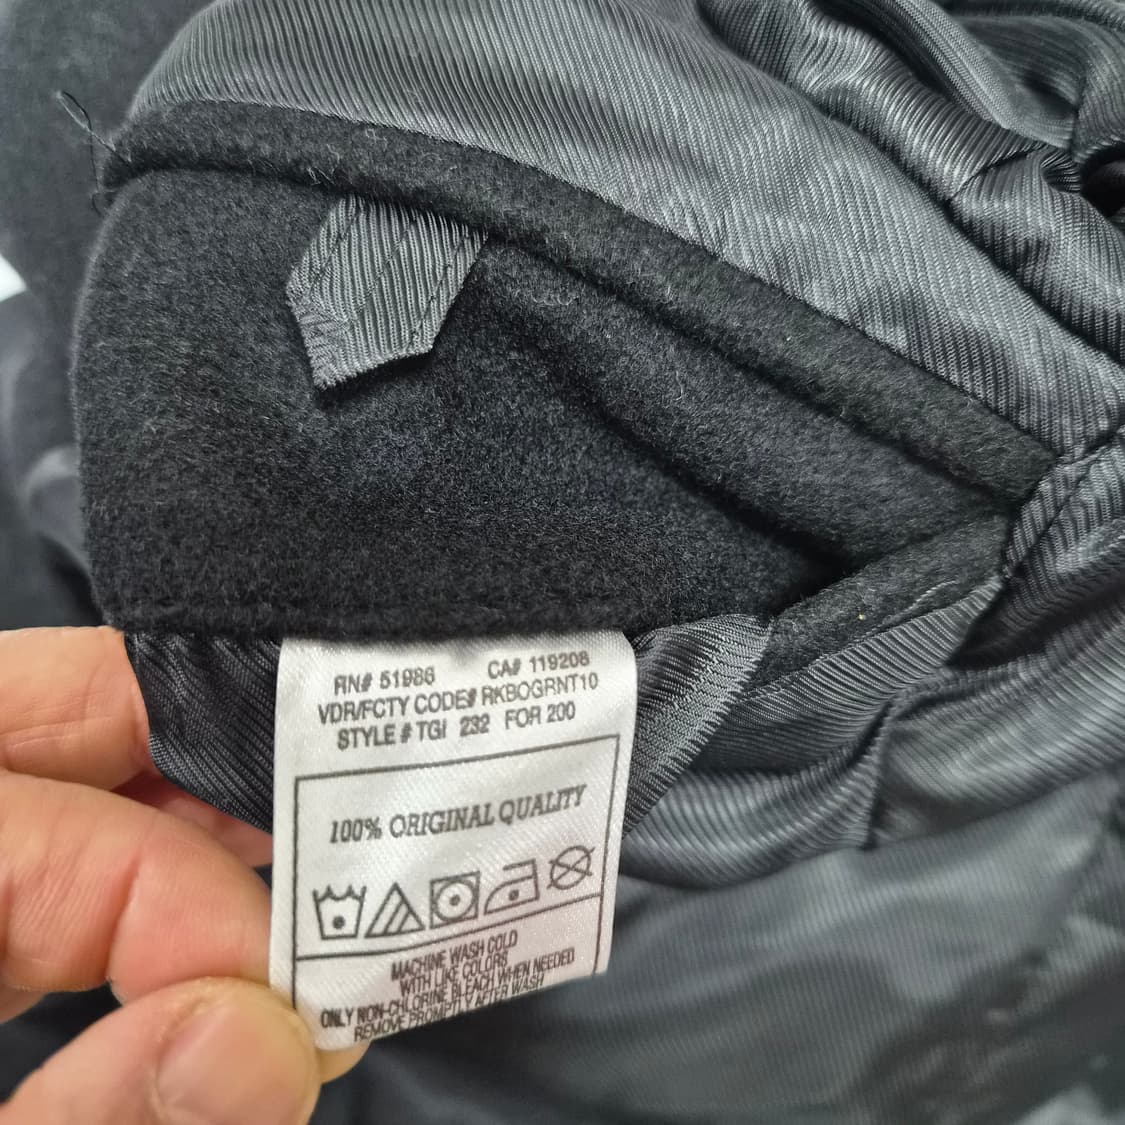 RN# 51986 CA# 119208
VDR/FCTY CODE# RKBOGRNT10
STYLE # TGI 232 FOR 200
100% ORIGINAL QUALITY
MACHINE WASH COLD
WITH LIKE COLORS
ONLY NON-CHLORINE BLEACH WHEN NEEDED
REMOVE PROMPTLY AFTER WASH